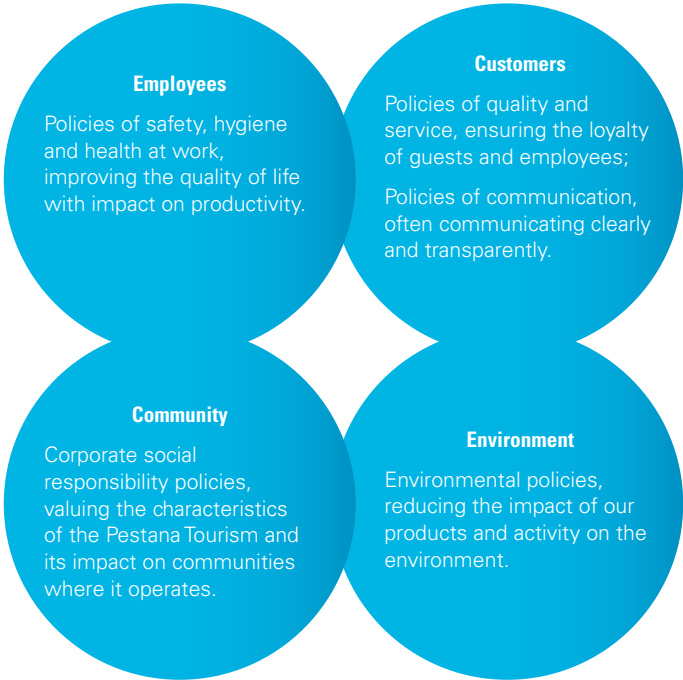 Employees
Policies of safety, hygiene
and health at work,
improving the quality of life
with impact on productivity.
Customers
Policies of quality and
service, ensuring the loyalty
of guests and employees;
Policies of communication,
often communicating clearly
and transparently.
Community
Corporate social
responsibility policies,
valuing the characteristics
of the Pestana Tourism and
its impact on communities
where it operates.
Environment
Environmental policies,
reducing the impact of our
products and activity on the
environment.